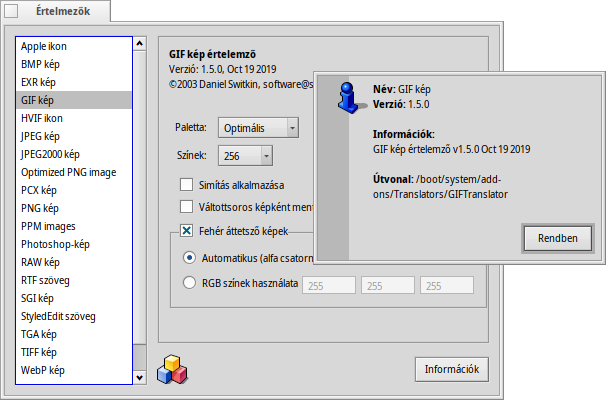 Értelmezők
Apple ikon
BMP kép
EXR kép
GIF kép
HVIF ikon
JPEG kép
JPEG2000 kép
Optimized PNG image
PCX kép
PNG kép
PPM images
Photoshop-kép
RAW kép
RTF szöveg
SGI kép
StyledEdit szöveg
TGA kép
TIFF kép
WebP kép
GIF kép értelmező
Verzió: 1.5.0, Oct 19 2019
©2003 Daniel Switkin, software@s
Paletta: Optimális
Színek: 256
Simítás alkalmazása
Váltottsoros képként ment
Fehér áttetsző képek
Automatikus (alfa csatorn
RGB színek használata 255 255 255
Információk
Név: GIF kép
Verzió: 1.5.0
Információk:
GIF kép értelmező v1.5.0 Oct 19 2019
Útvonal: /boot/system/add-
ons/Translators/GIFTranslator
Rendben